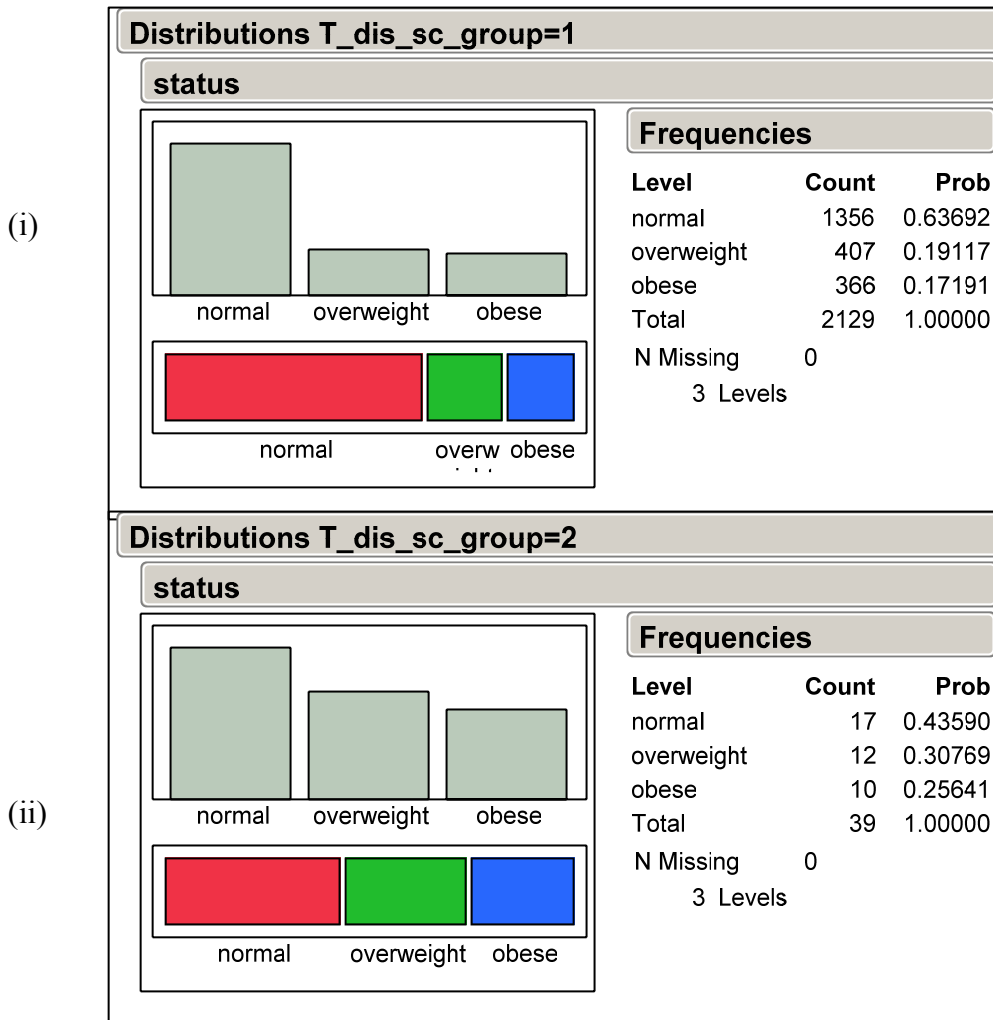 Distributions T_dis_sc_group=1
status
(i)
normal overweight obese
normal overw obese
Frequencies
Level Count Prob
normal 1356 0.63692
overweight 407 0.19117
obese 366 0.17191
Total 2129 1.00000
N Missing 0
3 Levels
Distributions T_dis_sc_group=2
status
(ii)
normal overweight obese
normal overweight obese
Frequencies
Level Count Prob
normal 17 0.43590
overweight 12 0.30769
obese 10 0.25641
Total 39 1.00000
N Missing 0
3 Levels